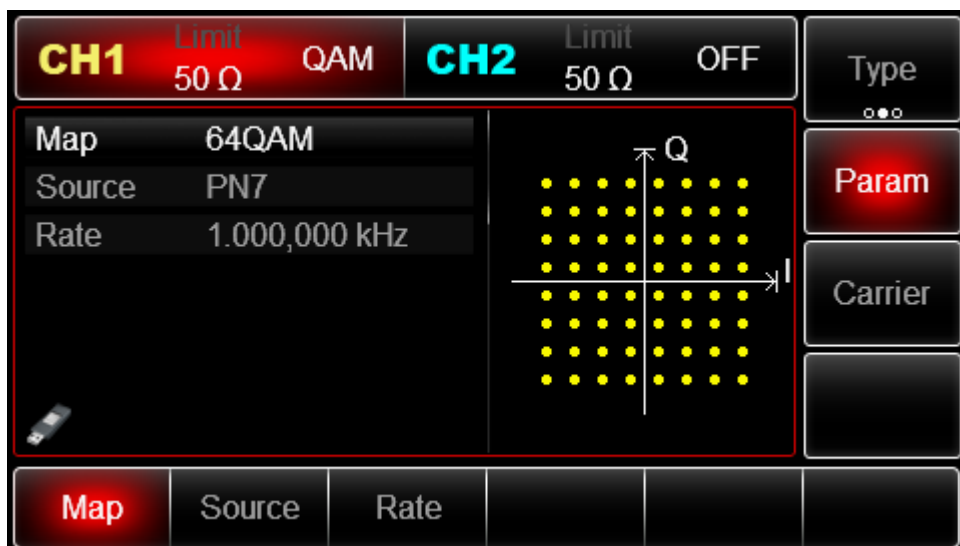 CH1 Limit 50 Ω QAM
CH2 Limit 50 Ω OFF
Type
Map 64QAM
Source PN7
Rate 1.000,000 kHz
Q
I
Param
Carrier
Map Source Rate